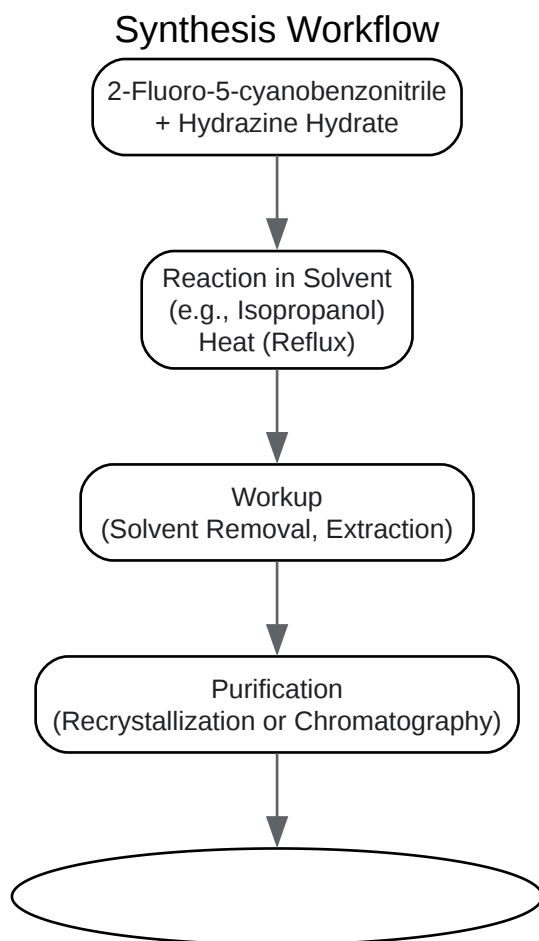 Synthesis Workflow
2-Fluoro-5-cyanobenzonitrile
+ Hydrazine Hydrate
Reaction in Solvent
(e.g., Isopropanol)
Heat (Reflux)
Workup
(Solvent Removal, Extraction)
Purification
(Recrystallization or Chromatography)